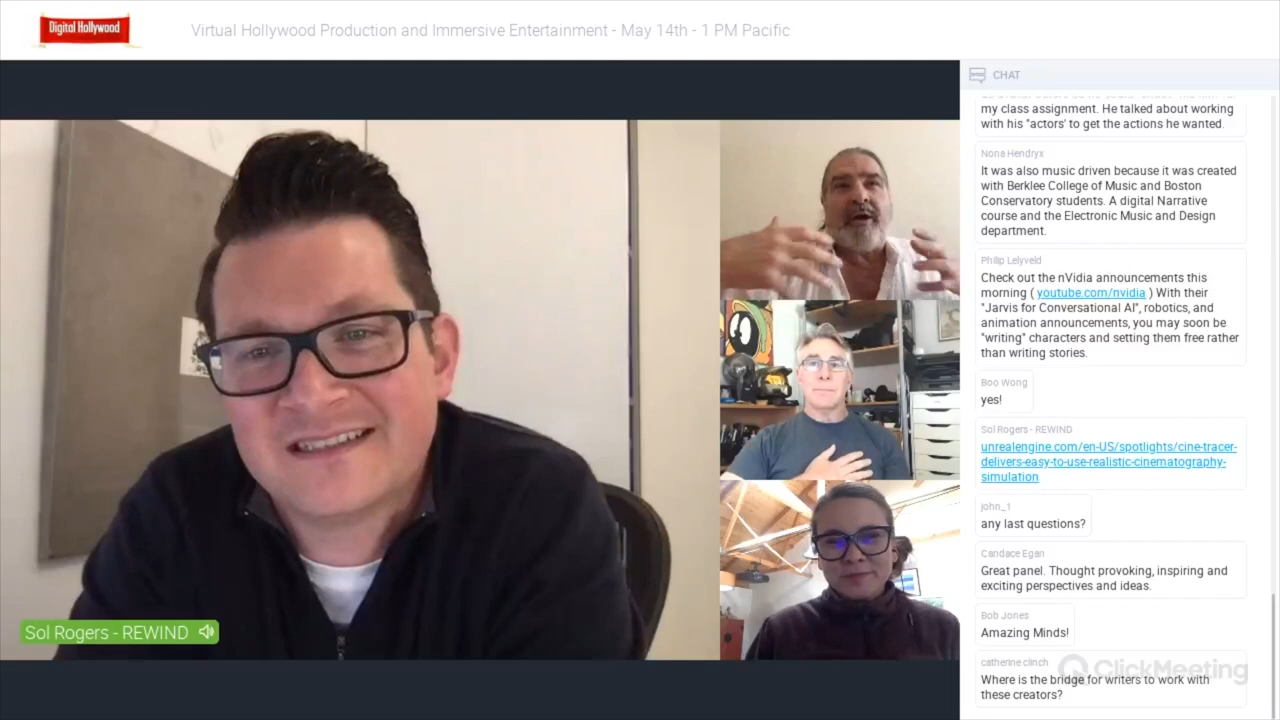 Digital Hollywood
Virtual Hollywood Production and Immersive Entertainment - May 14th - 1 PM Pacific
CHAT
my class assignment. He talked about working
with his "actors' to get the actions he wanted.
Nona Hendryx
It was also music driven because it was created
with Berklee College of Music and Boston
Conservatory students. A digital Narrative
course and the Electronic Music and Design
department.
Philip Lelyveld
Check out the nVidia announcements this
morning ( youtube.com/nvidia ) With their
"Jarvis for Conversational AI", robotics, and
animation announcements, you may soon be
"writing" characters and setting them free rather
than writing stories.
Boo Wong
yes!
Sol Rogers - REWIND
unrealengine.com/en-US/spotlights/cine-tracer-
delivers-easy-to-use-realistic-cinematography-
simulation
john_1
any last questions?
Candace Egan
Great panel. Thought provoking, inspiring and
exciting perspectives and ideas.
Bob Jones
Amazing Minds!
catherine clinch
Where is the bridge for writers to work with
these creators?
ClickMeeting
Sol Rogers - REWIND